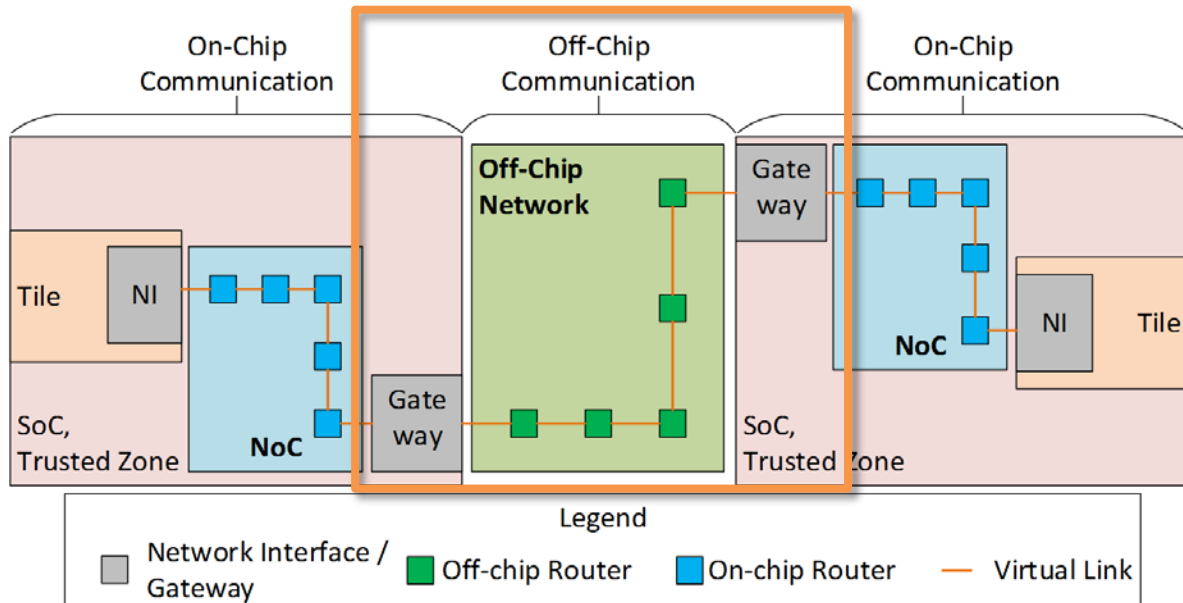 On-Chip
Communication
Off-Chip
Communication
On-Chip
Communication
Off-Chip
Network
Gate
way
Tile
NI
NoC
Gate
way
SoC,
Trusted Zone
NoC
NI
Tile
SoC,
Trusted Zone
Legend
Network Interface /
Gateway
Off-chip Router
On-chip Router
Virtual Link